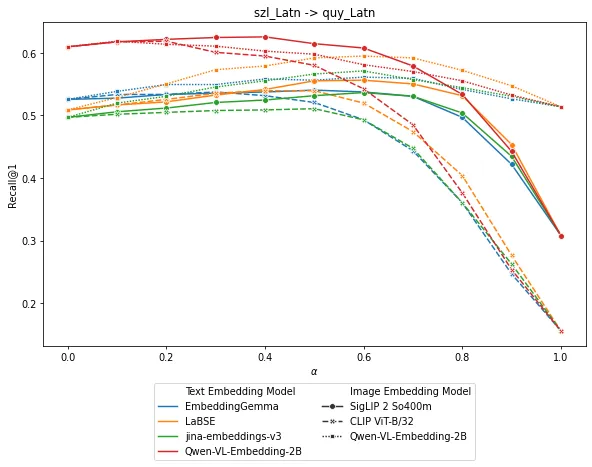 szl_Latn -> quy_Latn
Recall@1
0.6
0.5
0.4
0.3
0.2
0.0 0.2 0.4 0.6 0.8 1.0
α
Text Embedding Model
EmbeddingGemma
LaBSE
jina-embeddings-v3
Qwen-VL-Embedding-2B
Image Embedding Model
SigLIP 2 So400m
CLIP ViT-B/32
Qwen-VL-Embedding-2B